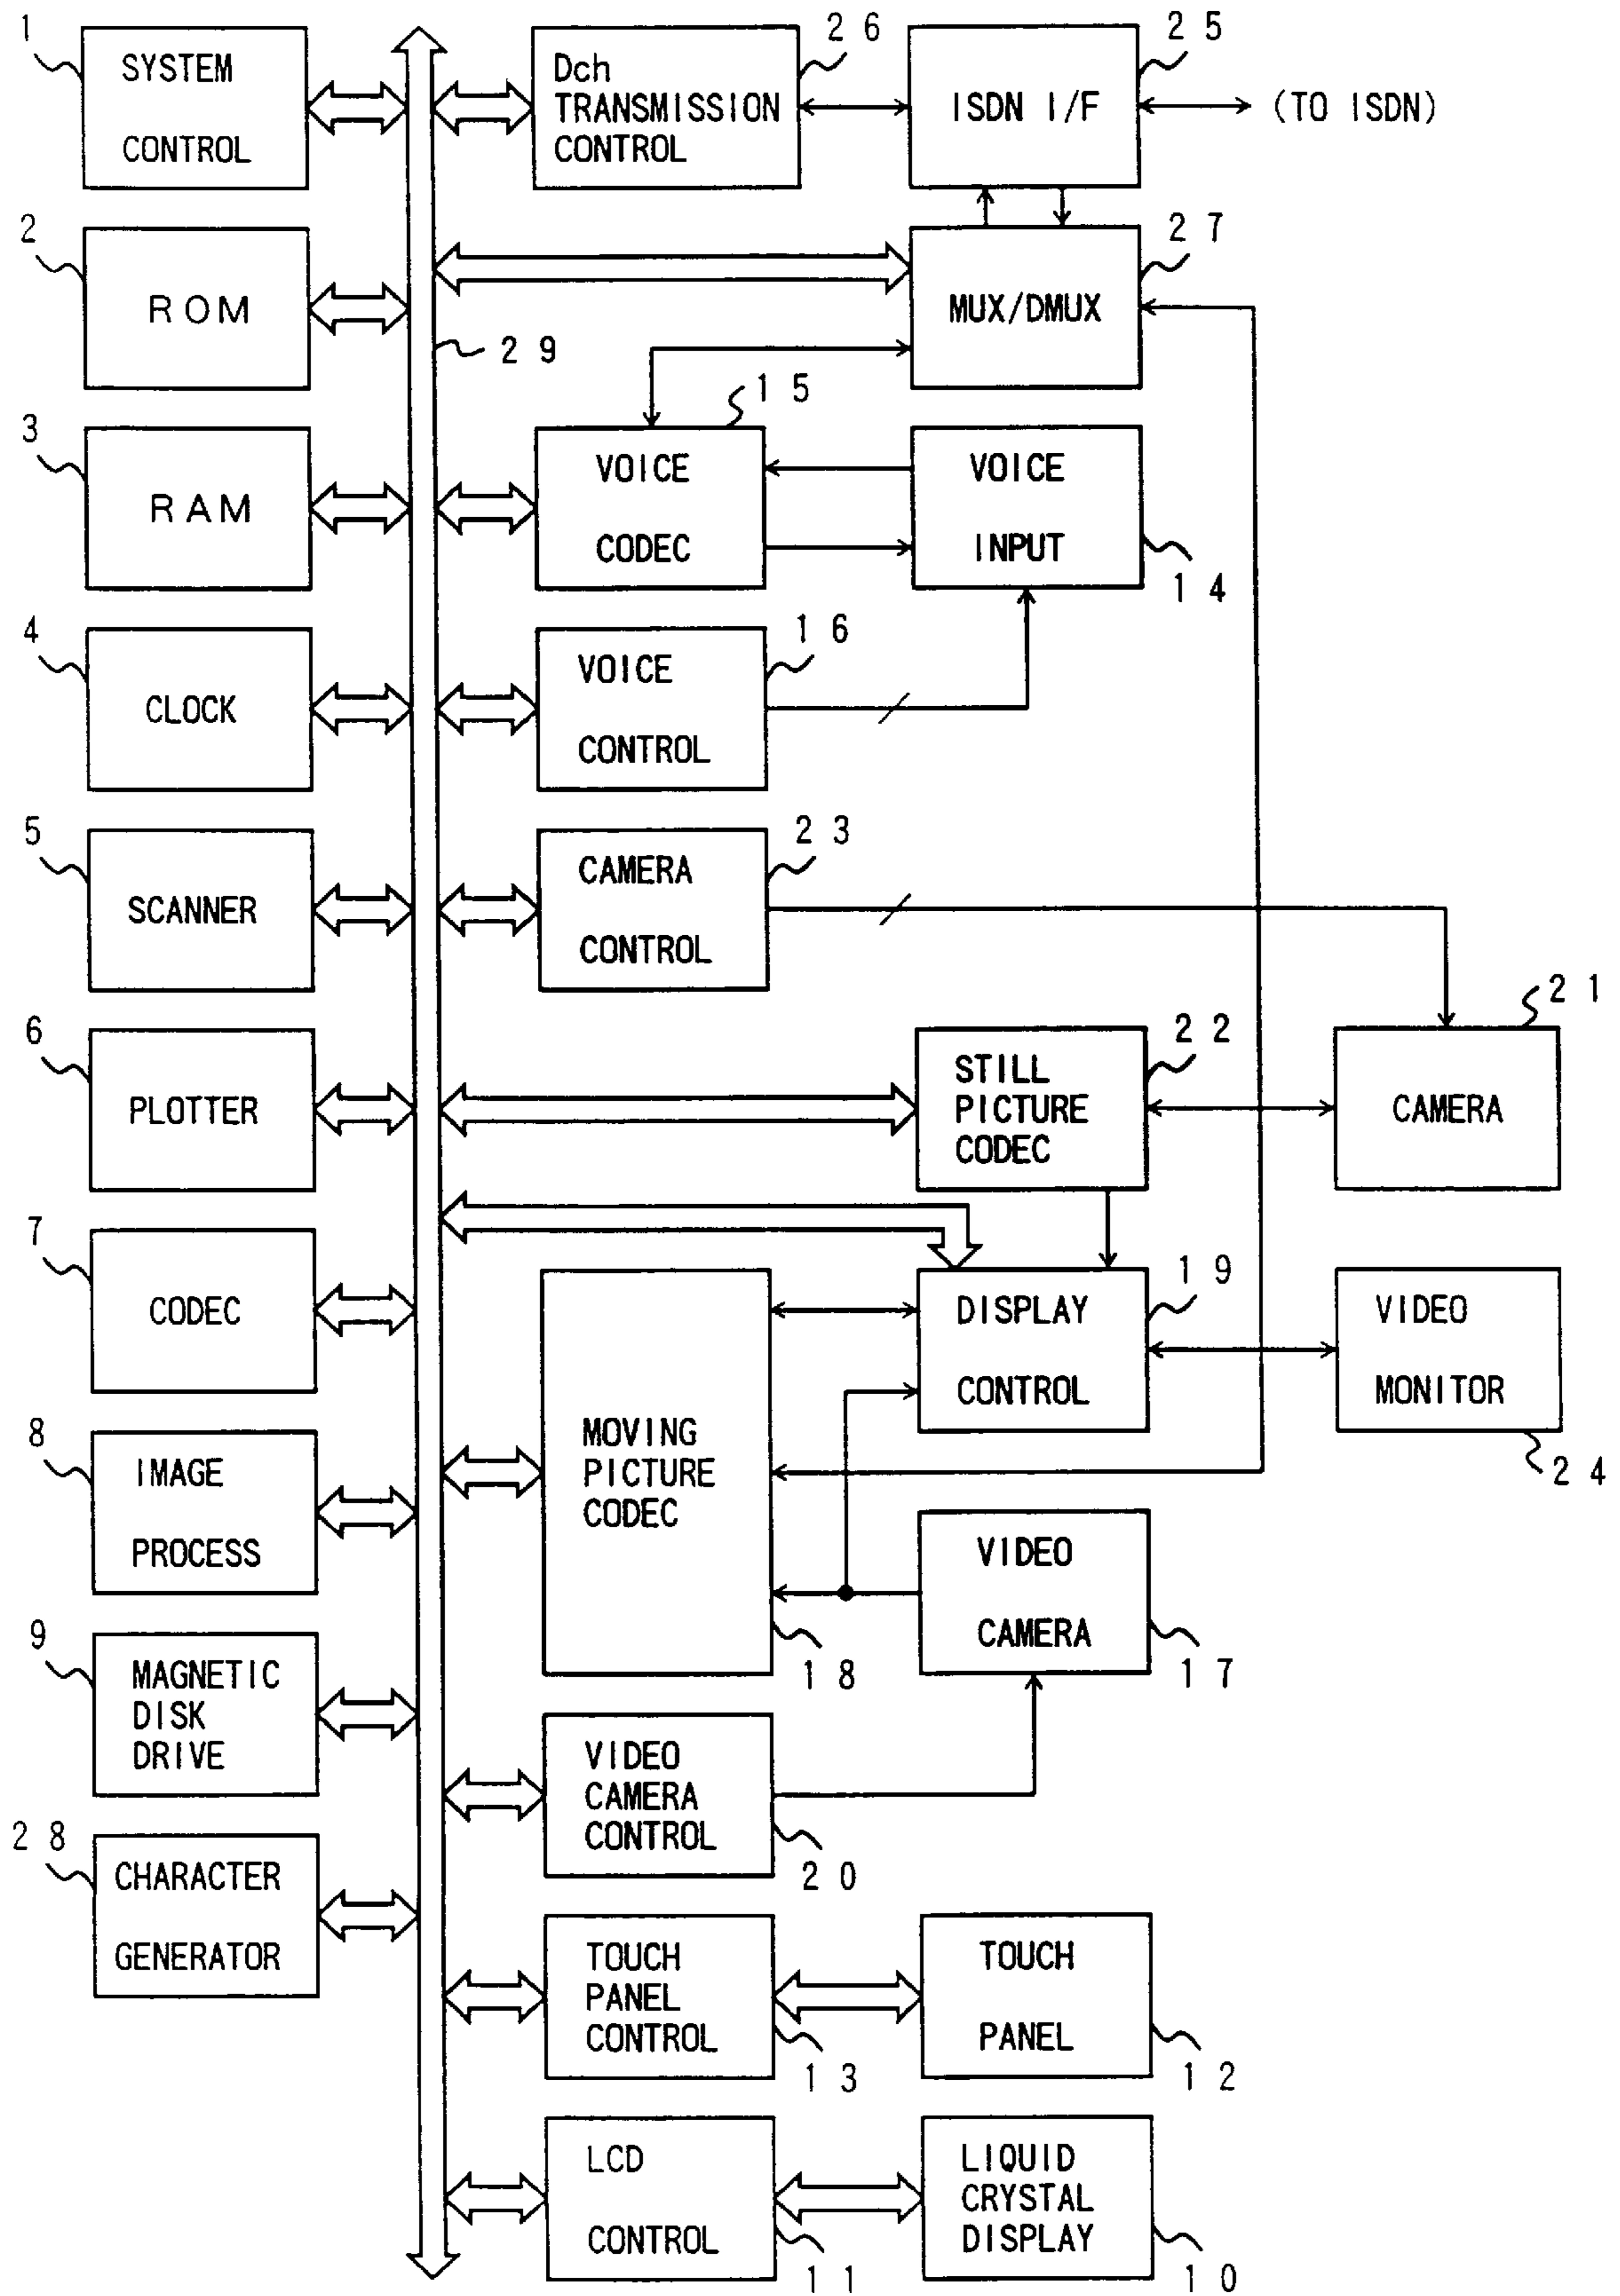 1
SYSTEM
CONTROL
Dch
TRANSMISSION
CONTROL
2 6
ISDN I/F
2 5
(TO ISDN)
2
ROM
2 9
MUX/DMUX
2 7
3
RAM
VOICE
CODEC
1 5
VOICE
INPUT
1 4
4
CLOCK
VOICE
CONTROL
1 6
5
SCANNER
CAMERA
CONTROL
2 3
6
PLOTTER
STILL
PICTURE
CODEC
2 2
CAMERA
2 1
7
CODEC
DISPLAY
CONTROL
1 9
VIDEO
MONITOR
2 4
8
IMAGE
PROCESS
MOVING
PICTURE
CODEC
1 8
VIDEO
CAMERA
1 7
9
MAGNETIC
DISK
DRIVE
VIDEO
CAMERA
CONTROL
2 0
2 8
CHARACTER
GENERATOR
TOUCH
PANEL
CONTROL
1 3
TOUCH
PANEL
1 2
LCD
CONTROL
1 1
LIQUID
CRYSTAL
DISPLAY
1 0